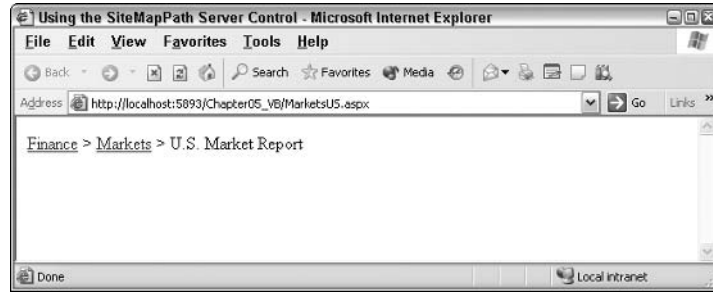 Using the SiteMapPath Server Control - Microsoft Internet Explorer
File Edit View Favorites Tools Help
Back Search Favorites Media
Address http://localhost:5893/Chapter05_VB/MarketsUS.aspx Go Links »
Finance > Markets > U.S. Market Report
Done Local intranet